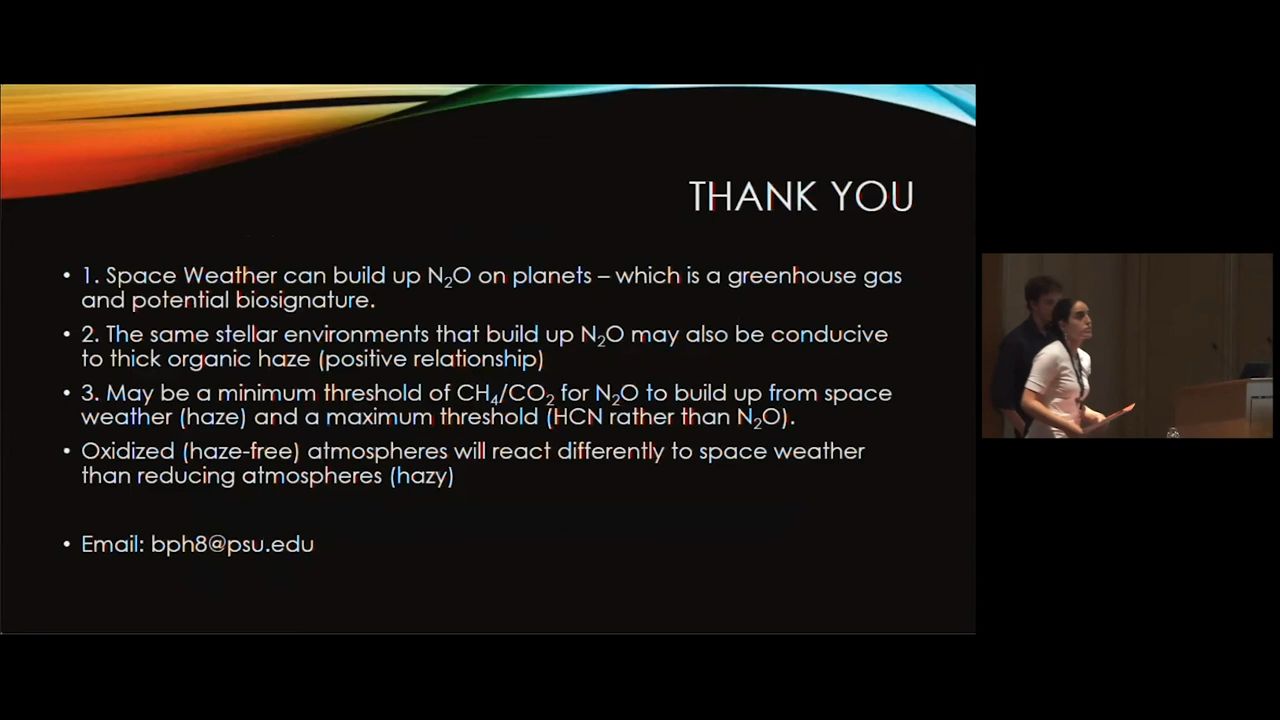 THANK YOU
• 1. Space Weather can build up N₂O on planets – which is a greenhouse gas
and potential biosignature.
• 2. The same stellar environments that build up N₂O may also be conducive
to thick organic haze (positive relationship)
• 3. May be a minimum threshold of CH₄/CO₂ for N₂O to build up from space
weather (haze) and a maximum threshold (HCN rather than N₂O).
• Oxidized (haze-free) atmospheres will react differently to space weather
than reducing atmospheres (hazy)
• Email: bph8@psu.edu